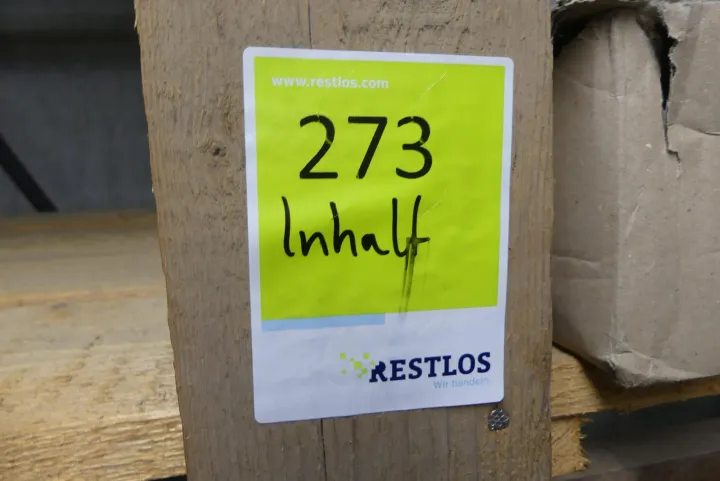 www.restlos.com
273
Inhalt
RESTLOS
Wir handeln.